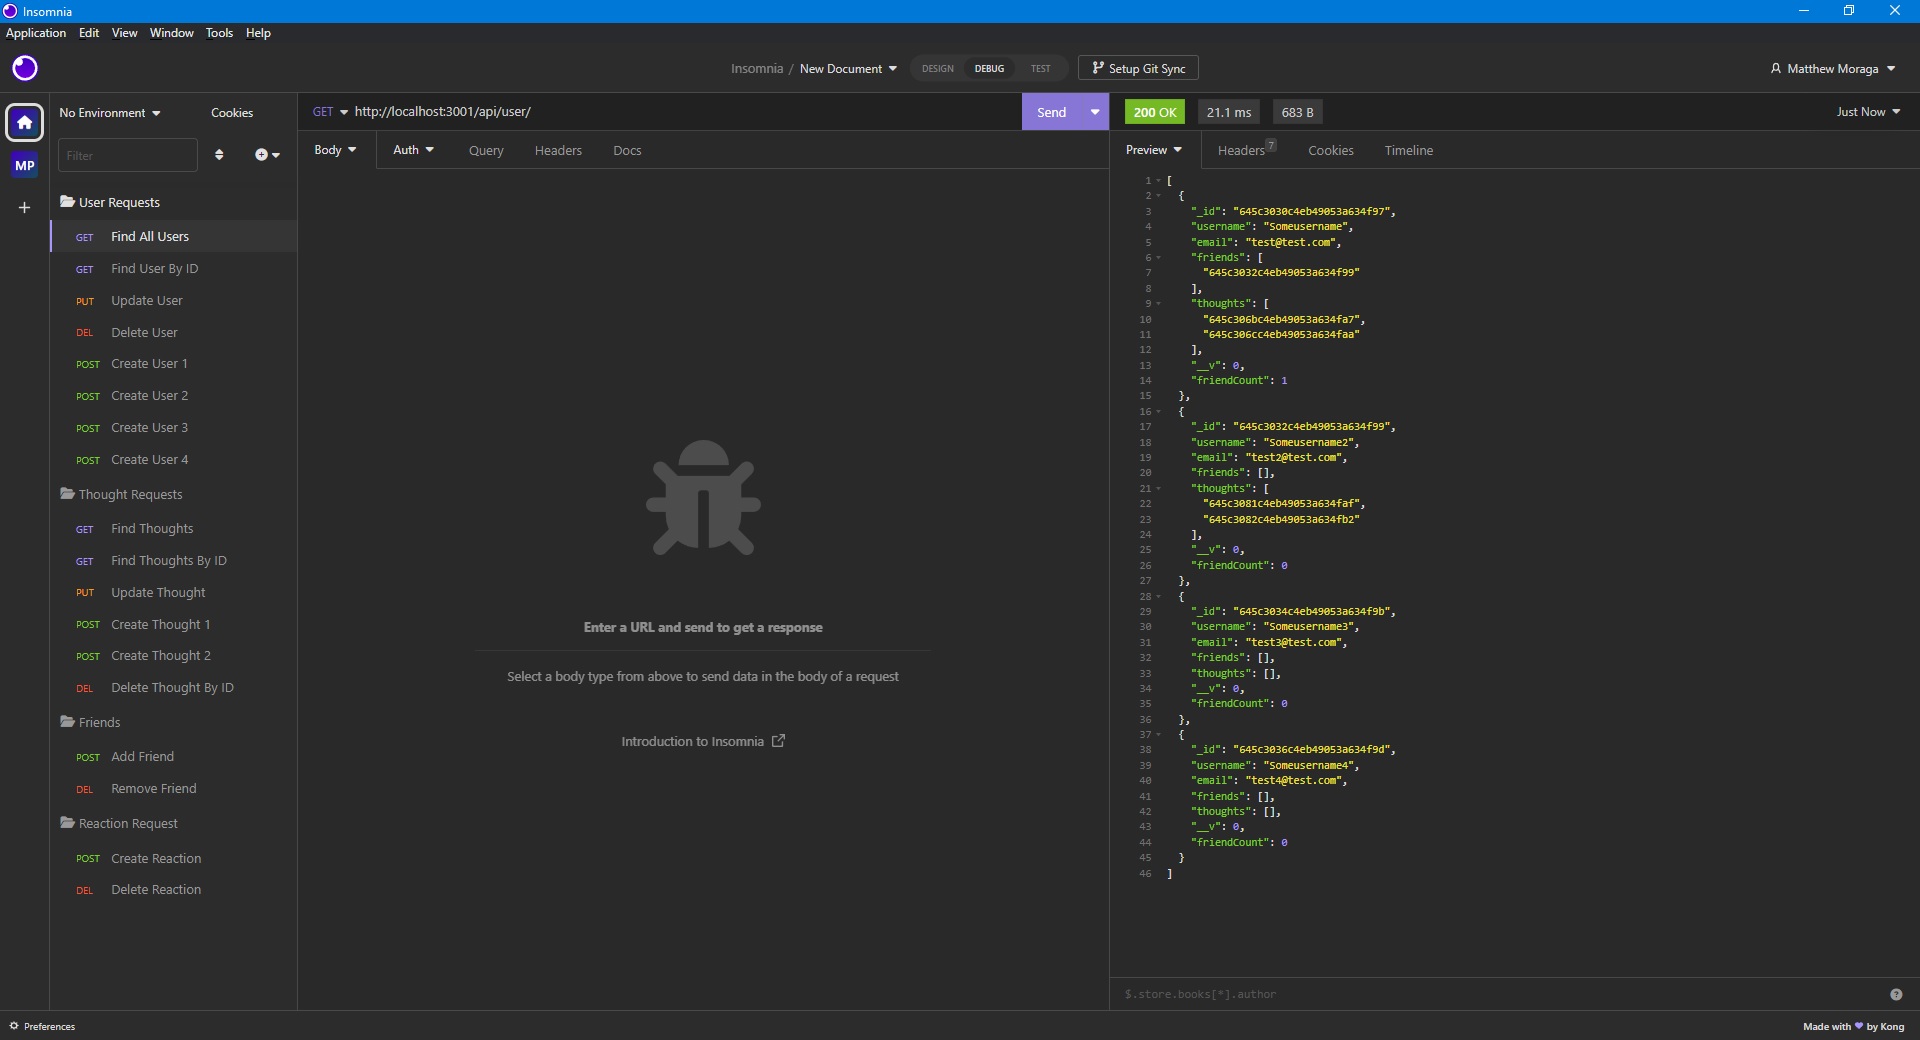 Insomnia
Application Edit View Window Tools Help
Insomnia / New Document DESIGN DEBUG TEST Setup Git Sync Matthew Moraga
MP
No Environment Cookies
Filter
User Requests
GET Find All Users
GET Find User By ID
PUT Update User
DEL Delete User
POST Create User 1
POST Create User 2
POST Create User 3
POST Create User 4
Thought Requests
GET Find Thoughts
GET Find Thoughts By ID
PUT Update Thought
POST Create Thought 1
POST Create Thought 2
DEL Delete Thought By ID
Friends
POST Add Friend
DEL Remove Friend
Reaction Request
POST Create Reaction
DEL Delete Reaction
GET http://localhost:3001/api/user/ Send
Body Auth Query Headers Docs
Enter a URL and send to get a response
Select a body type from above to send data in the body of a request
Introduction to Insomnia
200 OK 21.1 ms 683 B Just Now
Preview Headers 7 Cookies Timeline
1 [
2 {
3 "_id": "645c3030c4eb49053a634f97",
4 "username": "Someusername",
5 "email": "test@test.com",
6 "friends": [
7 "645c3032c4eb49053a634f99"
8 ],
9 "thoughts": [
10 "645c306bc4eb49053a634fa7",
11 "645c306cc4eb49053a634faa"
12 ],
13 "__v": 0,
14 "friendCount": 1
15 },
16 {
17 "_id": "645c3032c4eb49053a634f99",
18 "username": "Someusername2",
19 "email": "test2@test.com",
20 "friends": [],
21 "thoughts": [
22 "645c3081c4eb49053a634faf",
23 "645c3082c4eb49053a634fb2"
24 ],
25 "__v": 0,
26 "friendCount": 0
27 },
28 {
29 "_id": "645c3034c4eb49053a634f9b",
30 "username": "Someusername3",
31 "email": "test3@test.com",
32 "friends": [],
33 "thoughts": [],
34 "__v": 0,
35 "friendCount": 0
36 },
37 {
38 "_id": "645c3036c4eb49053a634f9d",
39 "username": "Someusername4",
40 "email": "test4@test.com",
41 "friends": [],
42 "thoughts": [],
43 "__v": 0,
44 "friendCount": 0
45 }
46 ]
$.store.books[*].author
Preferences
Made with ♥ by Kong